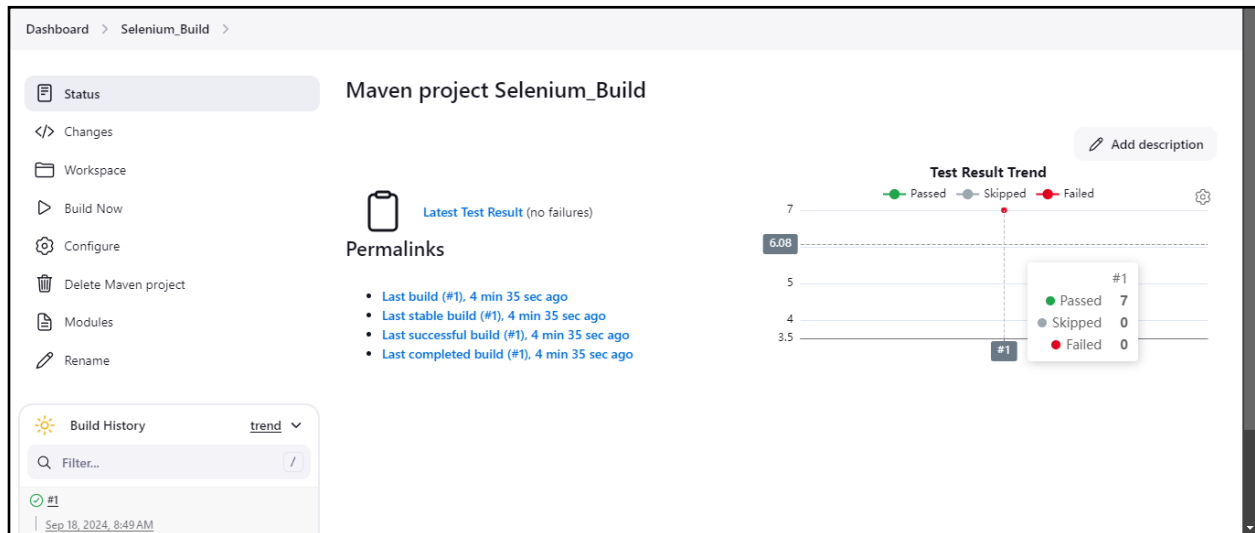 Dashboard > Selenium_Build >
Status
Changes
Workspace
Build Now
Configure
Delete Maven project
Modules
Rename
Build History trend
Filter... /
#1
Sep 18, 2024, 8:49 AM
Maven project Selenium_Build
Add description
Latest Test Result (no failures)
Permalinks
Last build (#1), 4 min 35 sec ago
Last stable build (#1), 4 min 35 sec ago
Last successful build (#1), 4 min 35 sec ago
Last completed build (#1), 4 min 35 sec ago
Test Result Trend
Passed Skipped Failed
7
6.08
5
4
3.5
#1
#1
Passed 7
Skipped 0
Failed 0